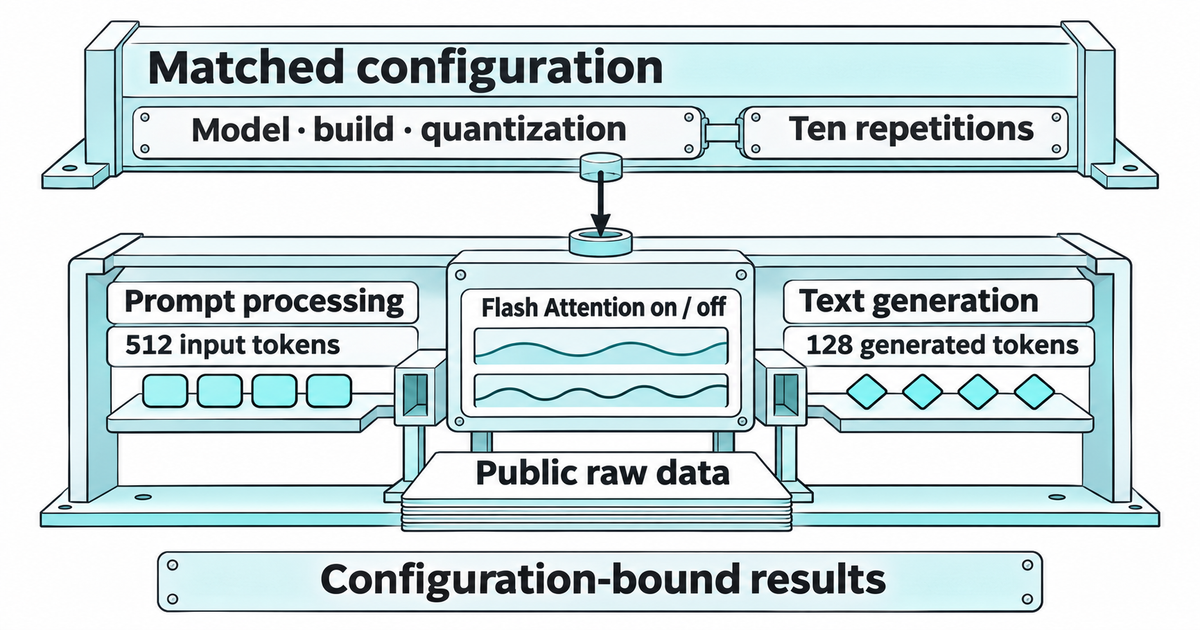 Matched configuration
Model · build · quantization
Ten repetitions
Prompt processing
512 input tokens
Flash Attention on / off
Text generation
128 generated tokens
Public raw data
Configuration-bound results